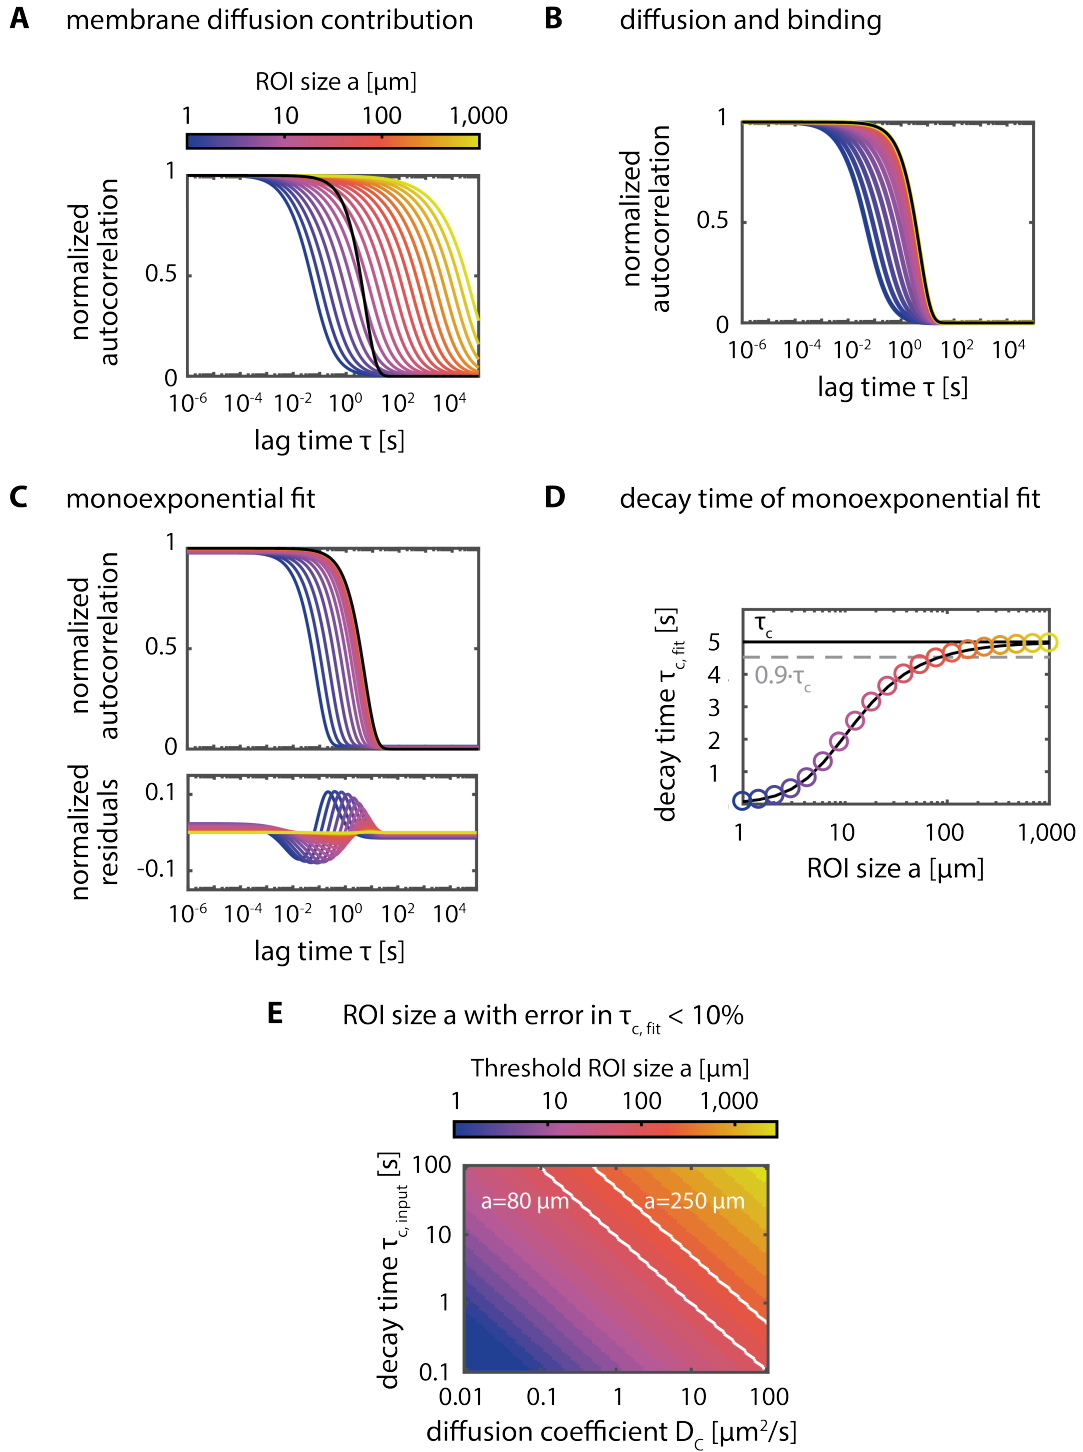 A membrane diffusion contribution
ROI size a [µm]
1 10 100 1,000
normalized
autocorrelation
1
0.5
0
10-6 10-4 10-2 100 102 104
lag time τ [s]
B diffusion and binding
normalized
autocorrelation
1
0.5
0
10-6 10-4 10-2 100 102 104
lag time τ [s]
C monoexponential fit
normalized
autocorrelation
1
0.5
0
normalized
residuals
0.1
-0.1
10-6 10-4 10-2 100 102 104
lag time τ [s]
D decay time of monoexponential fit
decay time τc, fit [s]
5
4
3
2
1
τc
0.9·τc
1 10 100 1,000
ROI size a [µm]
E ROI size a with error in τc, fit < 10%
Threshold ROI size a [µm]
1 10 100 1,000
decay time τc, input [s]
100
10
1
0.1
a=80 µm a=250 µm
0.01 0.1 1 10 100
diffusion coefficient DC [µm2/s]